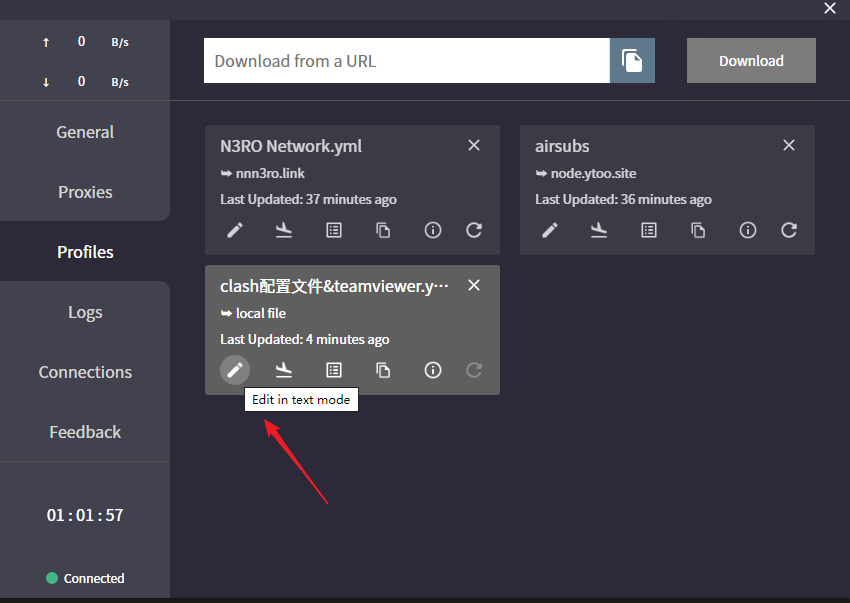 ↑ 0 B/s
↓ 0 B/s
General
Proxies
Profiles
Logs
Connections
Feedback
01 : 01 : 57
Connected
Download from a URL
Download
N3RO Network.yml
nnn3ro.link
Last Updated: 37 minutes ago
airsubs
node.ytoo.site
Last Updated: 36 minutes ago
clash配置文件&teamviewer.y…
local file
Last Updated: 4 minutes ago
Edit in text mode